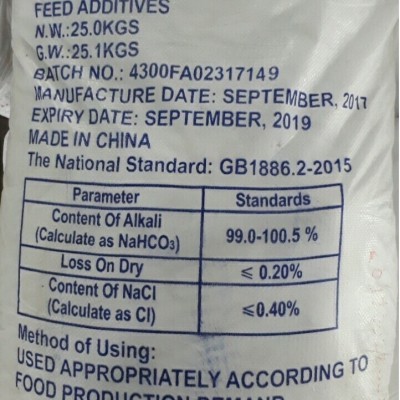 FEED ADDITIVES
N.W.:25.0KGS
G.W.:25.1KGS
BATCH NO.: 4300FA02317149
MANUFACTURE DATE: SEPTEMBER, 2017
EXPIRY DATE: SEPTEMBER, 2019
MADE IN CHINA
The National Standard: GB1886.2-2015
Parameter Standards
Content Of Alkali
(Calculate as NaHCO₃) 99.0-100.5 %
Loss On Dry ≤ 0.20%
Content Of NaCl
(Calculate as Cl) ≤0.40%
Method of Using:
USED APPROPRIATELY ACCORDING TO
FOOD PRODUCTION DEMAND